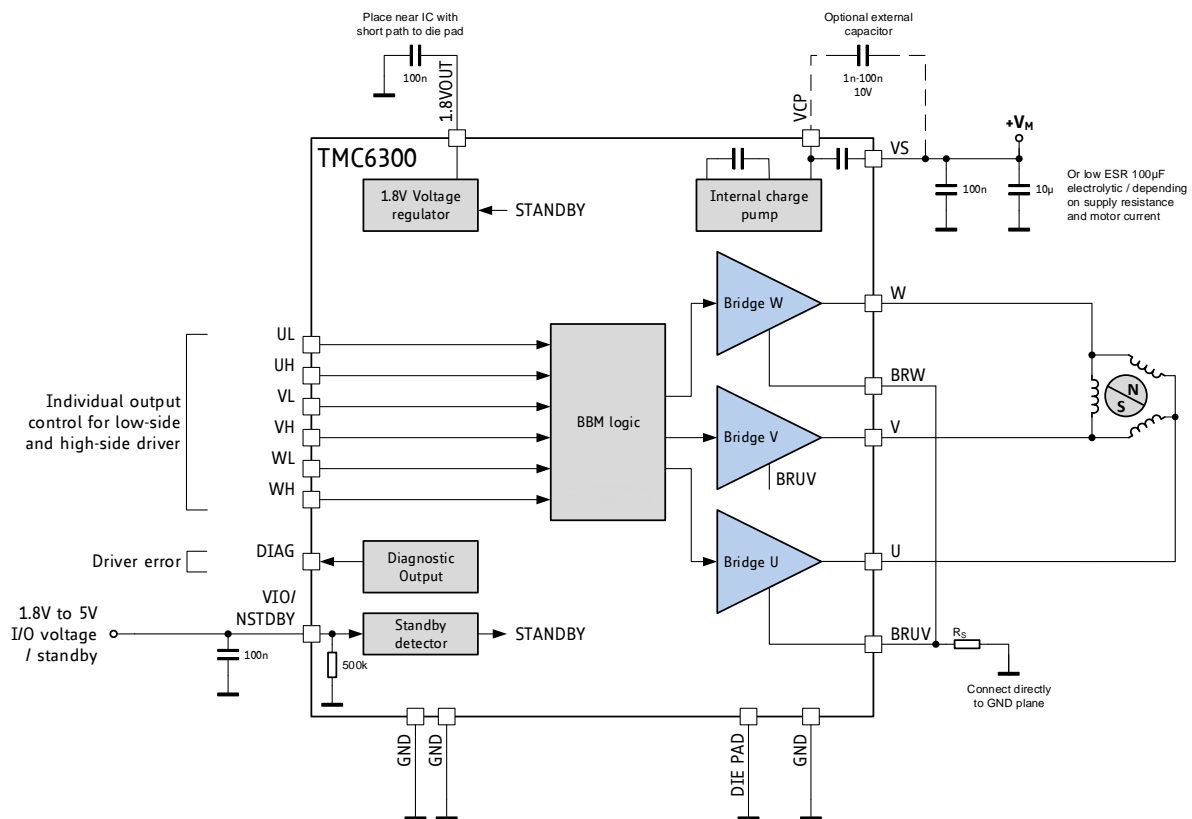 Place near IC with
short path to die pad
100n
1.8VOUT
Optional external
capacitor
1n-100n
10V
VCP
+VM
VS
TMC6300
1.8V Voltage
regulator
STANDBY
Internal charge
pump
100n
10µ
Or low ESR 100µF
electrolytic / depending
on supply resistance
and motor current
Bridge W
W
UL
UH
VL
VH
WL
WH
Individual output
control for low-side
and high-side driver
BBM logic
BRW
N
S
Bridge V
V
BRUV
Driver error
DIAG
Diagnostic
Output
Bridge U
U
1.8V to 5V
I/O voltage
/ standby
VIO/
NSTDBY
100n
500k
Standby
detector
STANDBY
BRUV
RS
Connect directly
to GND plane
GND
GND
DIE PAD
GND